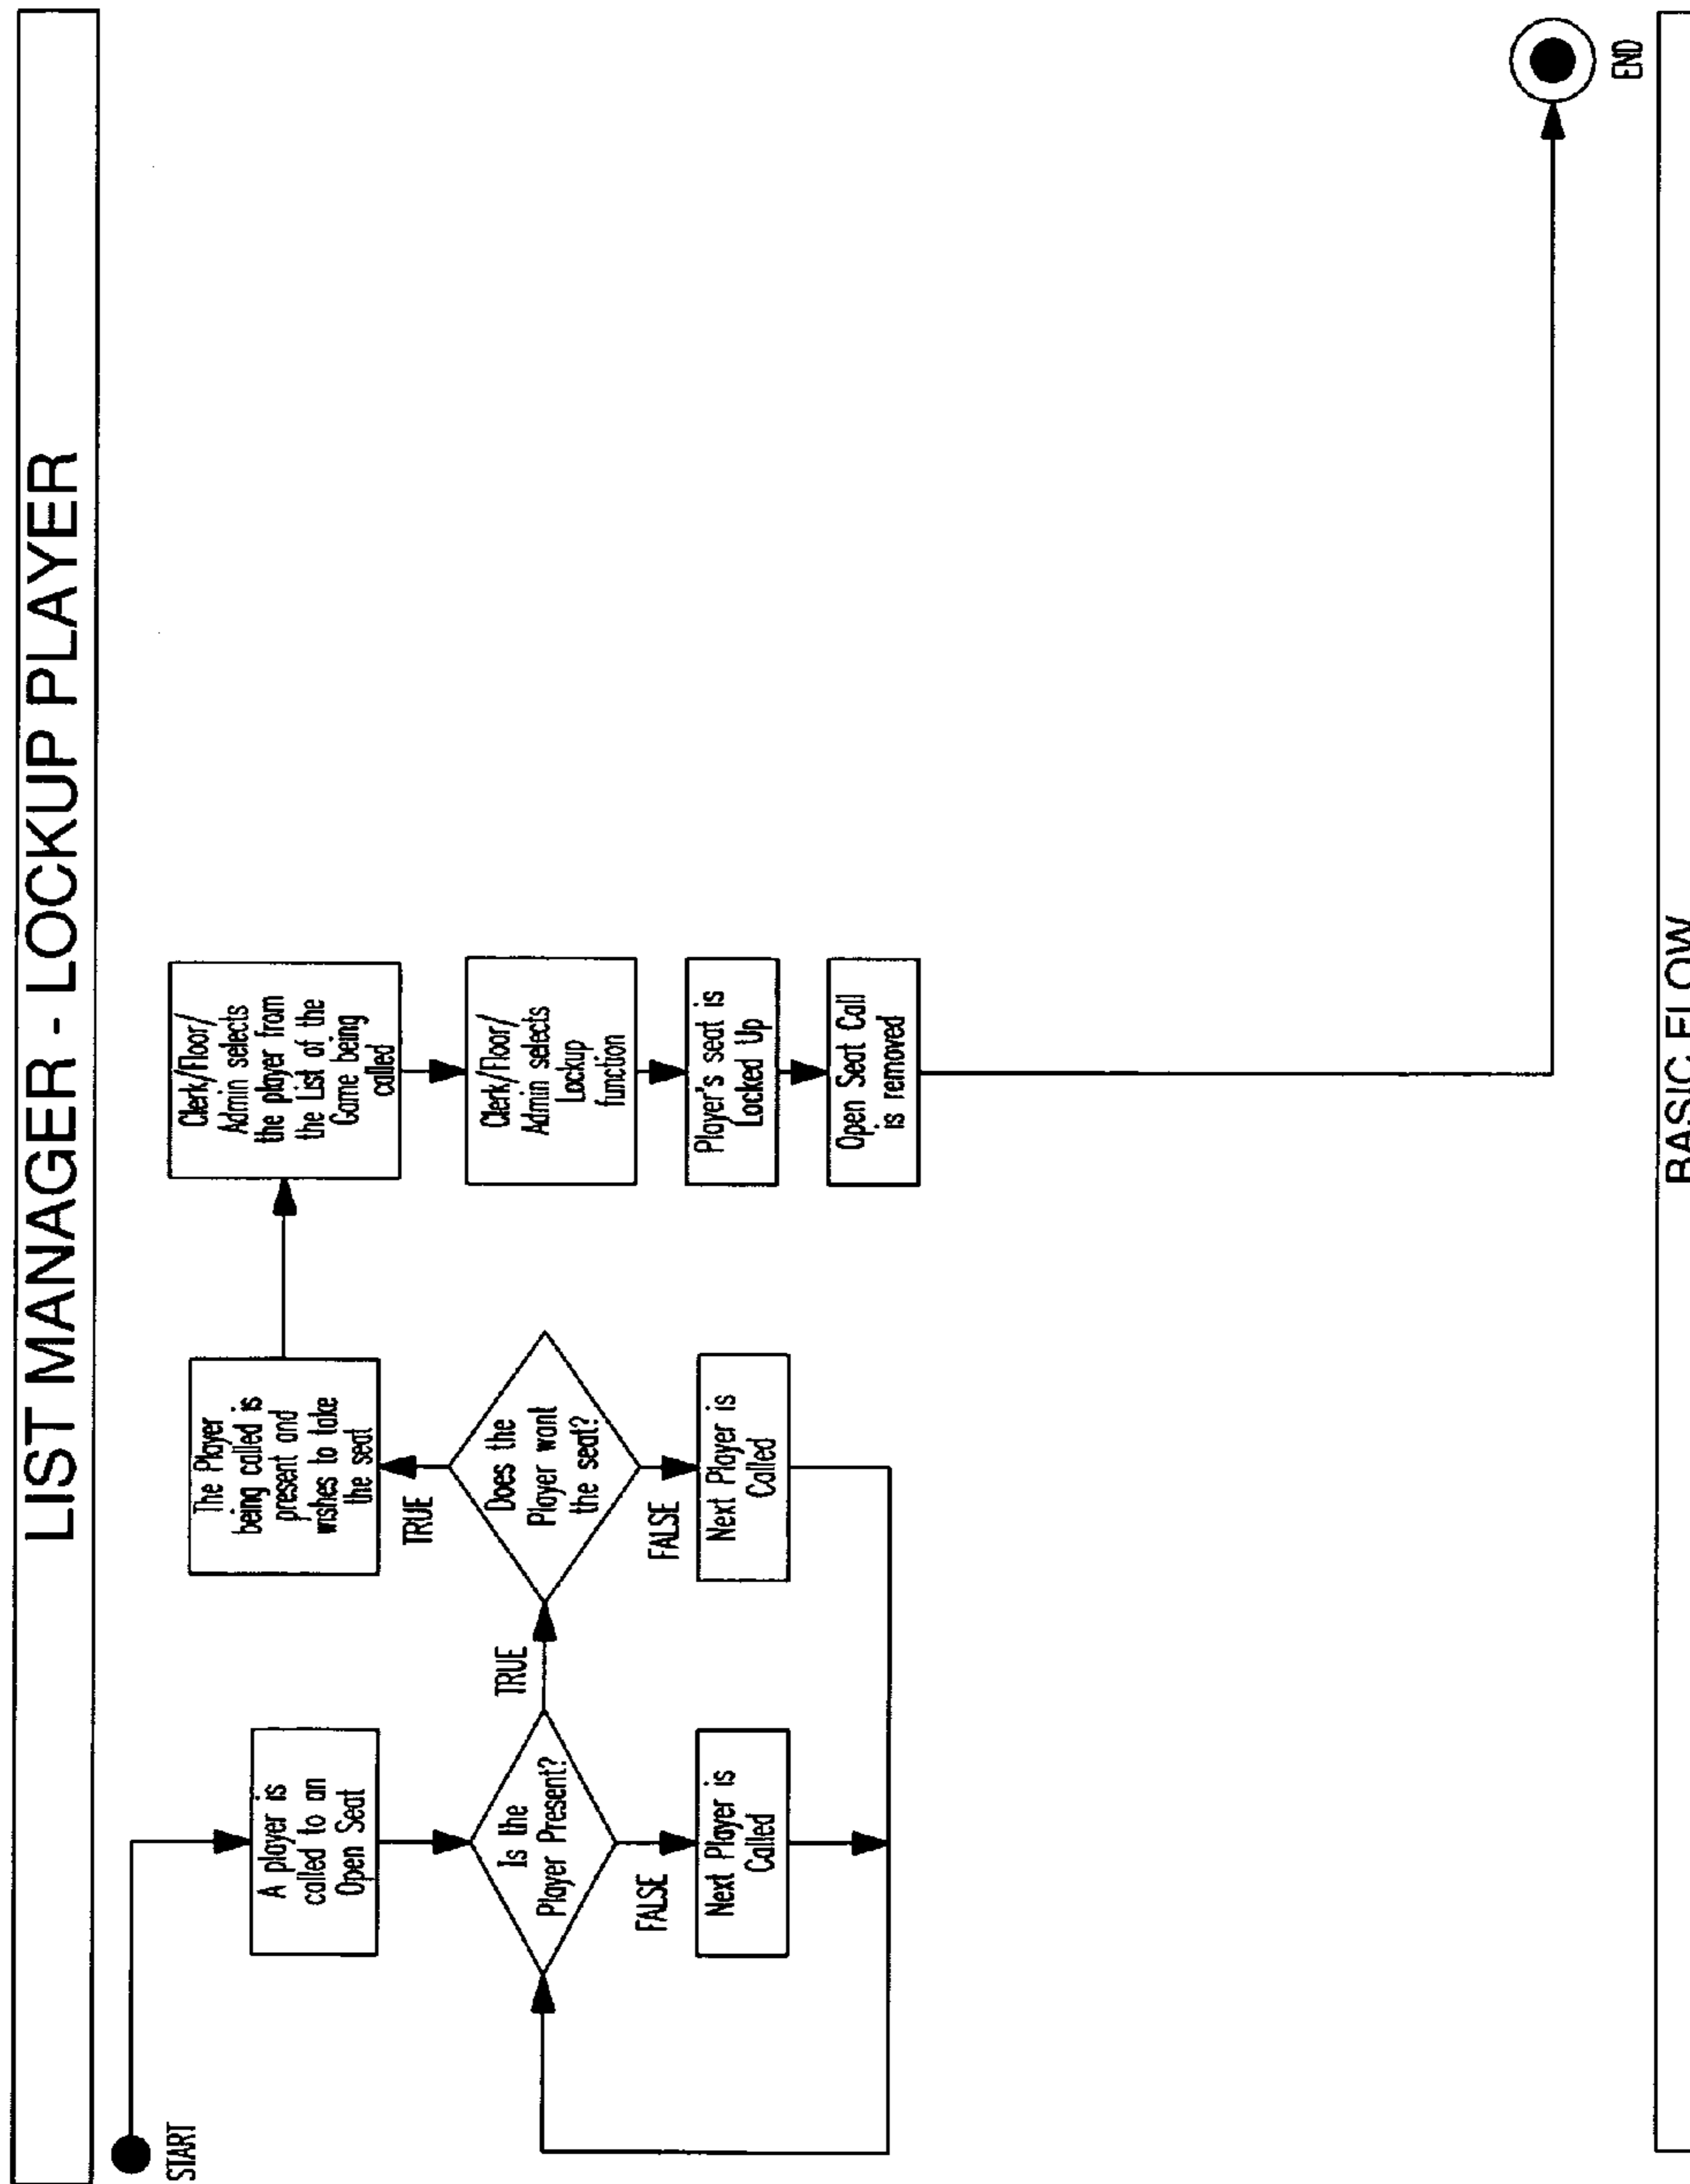 LIST MANAGER - LOCKUP PLAYER
START
A player is
called to an
Open Seat
Is the
Player Present?
TRUE
FALSE
Next Player is
Called
The Player
being called is
present and
wishes to take
the seat
TRUE
Does the
Player want
the seat?
FALSE
Next Player is
Called
Clerk/Floor/
Admin selects
the player from
the List of the
Game being
called
Clerk/Floor/
Admin selects
Lockup
function
Player's seat is
Locked Up
Open Seat Call
is removed
END
BASIC FLOW